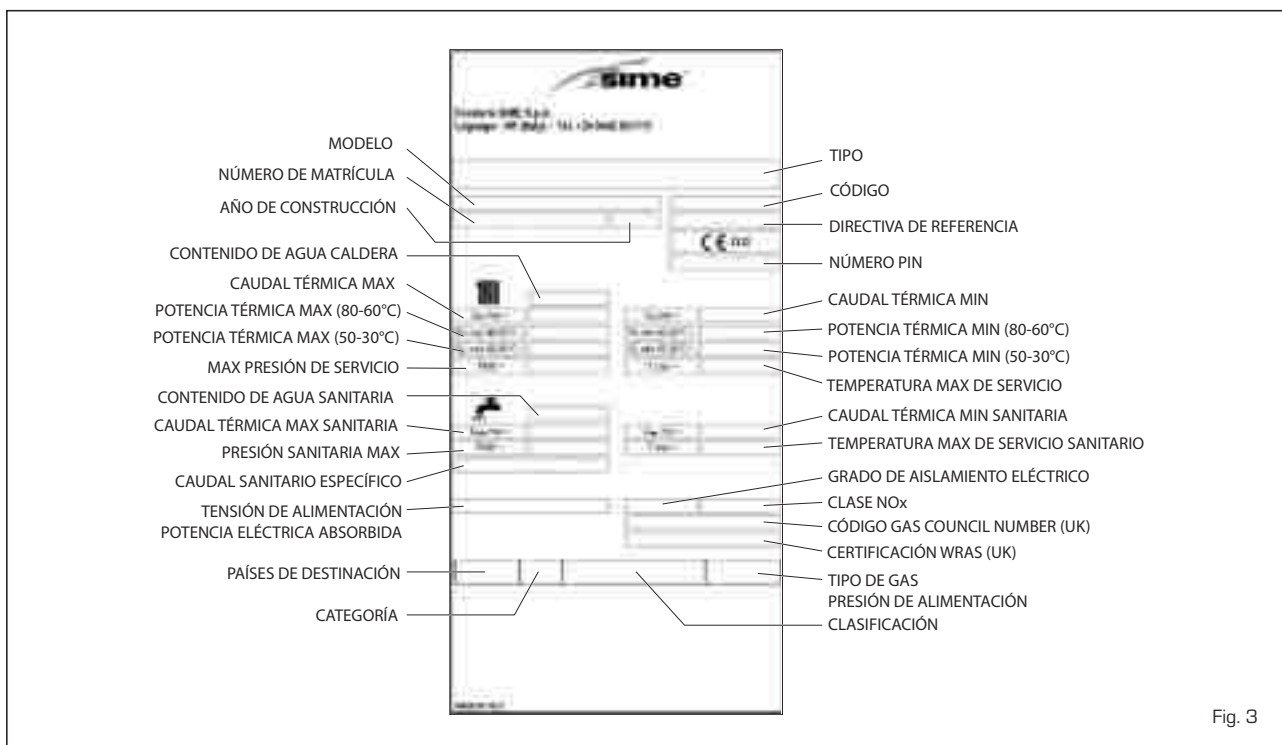 sime
MODELO
NÚMERO DE MATRÍCULA
AÑO DE CONSTRUCCIÓN
CONTENIDO DE AGUA CALDERA
CAUDAL TÉRMICA MAX
POTENCIA TÉRMICA MAX (80-60°C)
POTENCIA TÉRMICA MAX (50-30°C)
MAX PRESIÓN DE SERVICIO
CONTENIDO DE AGUA SANITARIA
CAUDAL TÉRMICA MAX SANITARIA
PRESIÓN SANITARIA MAX
CAUDAL SANITARIO ESPECÍFICO
TENSIÓN DE ALIMENTACIÓN
POTENCIA ELÉCTRICA ABSORBIDA
PAÍSES DE DESTINACIÓN
CATEGORÍA
CE
TIPO
CÓDIGO
DIRECTIVA DE REFERENCIA
NÚMERO PIN
CAUDAL TÉRMICA MIN
POTENCIA TÉRMICA MIN (80-60°C)
POTENCIA TÉRMICA MIN (50-30°C)
TEMPERATURA MAX DE SERVICIO
CAUDAL TÉRMICA MIN SANITARIA
TEMPERATURA MAX DE SERVICIO SANITARIO
GRADO DE AISLAMIENTO ELÉCTRICO
CLASE NOx
CÓDIGO GAS COUNCIL NUMBER (UK)
CERTIFICACIÓN WRAS (UK)
TIPO DE GAS
PRESIÓN DE ALIMENTACIÓN
CLASIFICACIÓN
Fig. 3